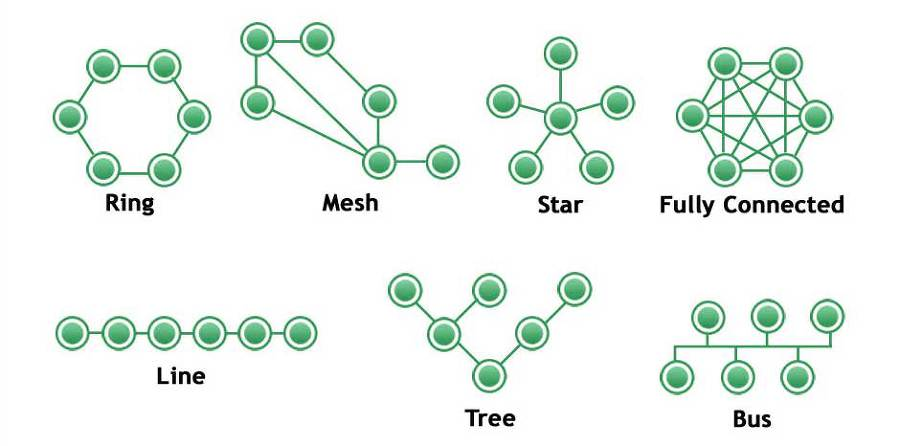 Ring
Mesh
Star
Fully Connected
Line
Tree
Bus